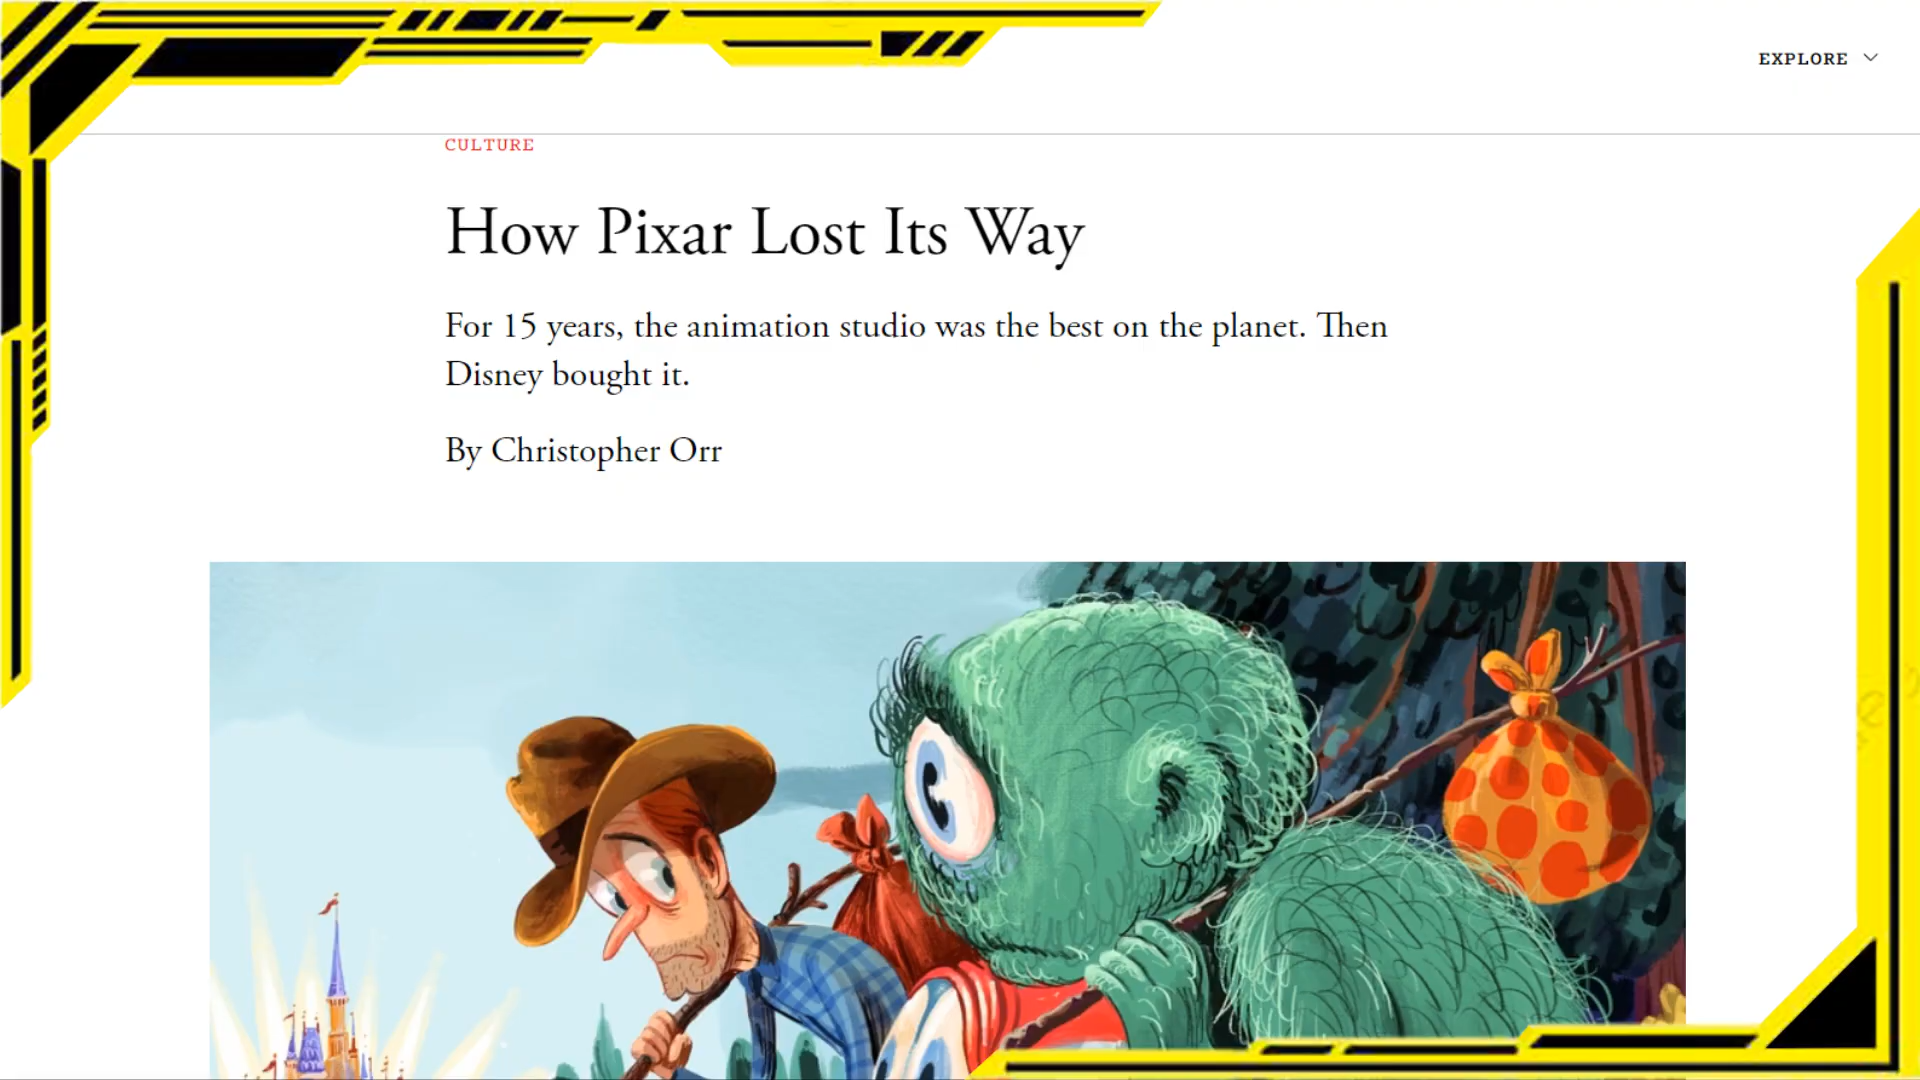 EXPLORE
CULTURE
How Pixar Lost Its Way
For 15 years, the animation studio was the best on the planet. Then
Disney bought it.
By Christopher Orr